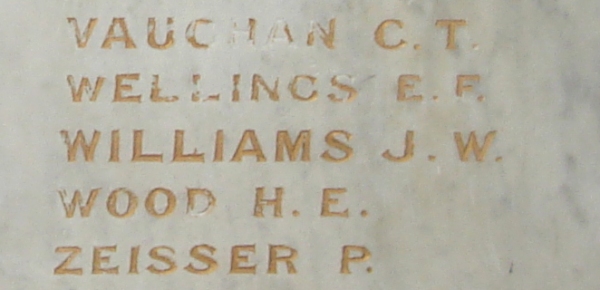 VAUGHAN C. T.
WELLINGS E. F.
WILLIAMS J. W.
WOOD H. E.
ZEISSER P.